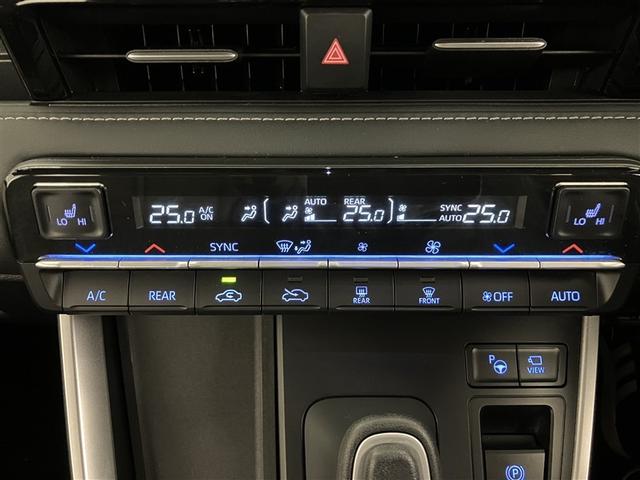 25.0 A/C ON AUTO REAR 25.0 SYNC AUTO 25.0
LO HI
LO HI
SYNC
A/C REAR REAR FRONT OFF AUTO
P VIEW
P